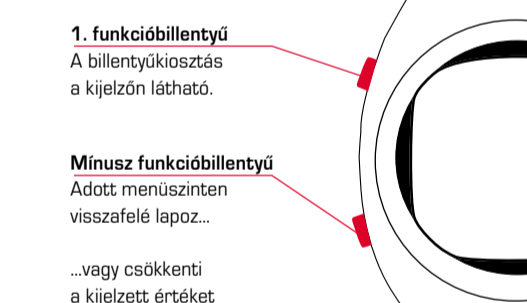 1. funkcióbillentyű
A billentyűkiosztás
a kijelzőn látható.
Mínusz funkcióbillentyű
Adott menüszinten
visszafelé lapoz...
...vagy csökkenti
a kijelzett értéket